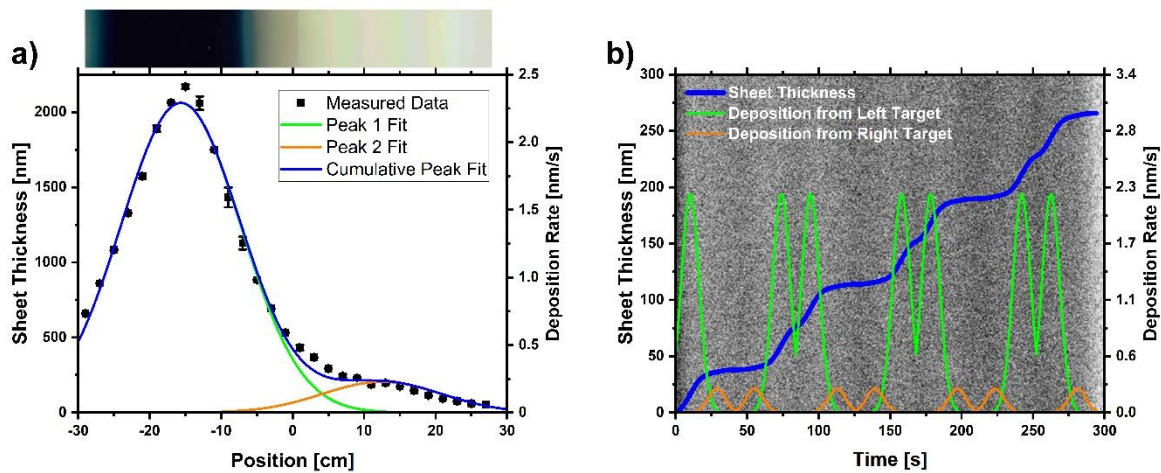 a)
Sheet Thickness [nm]
2000
1500
1000
500
0
Measured Data
Peak 1 Fit
Peak 2 Fit
Cumulative Peak Fit
2.5
2.0
1.5
1.0
0.5
0.0
Deposition Rate [nm/s]
-30 -20 -10 0 10 20 30
Position [cm]
b)
Sheet Thickness [nm]
300
250
200
150
100
50
0
Sheet Thickness
Deposition from Left Target
Deposition from Right Target
3.4
2.8
2.3
1.7
1.1
0.6
0.0
Deposition Rate [nm/s]
0 50 100 150 200 250 300
Time [s]